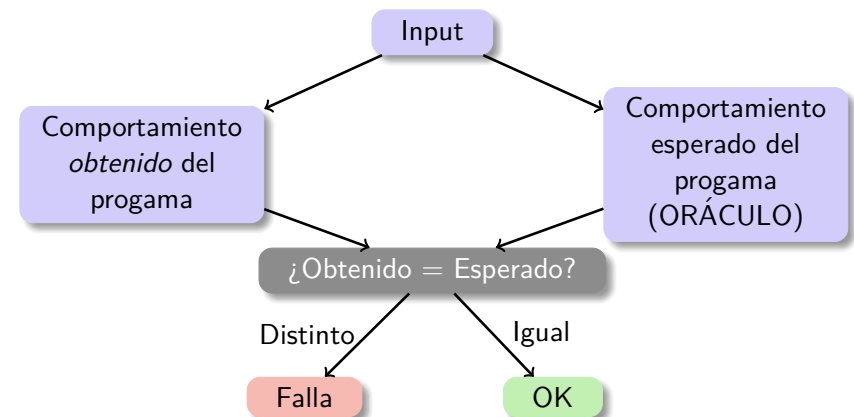 Input
Comportamiento
obtenido del
progama
Comportamiento
esperado del
progama
(ORÁCULO)
¿Obtenido = Esperado?
Distinto
Igual
Falla
OK